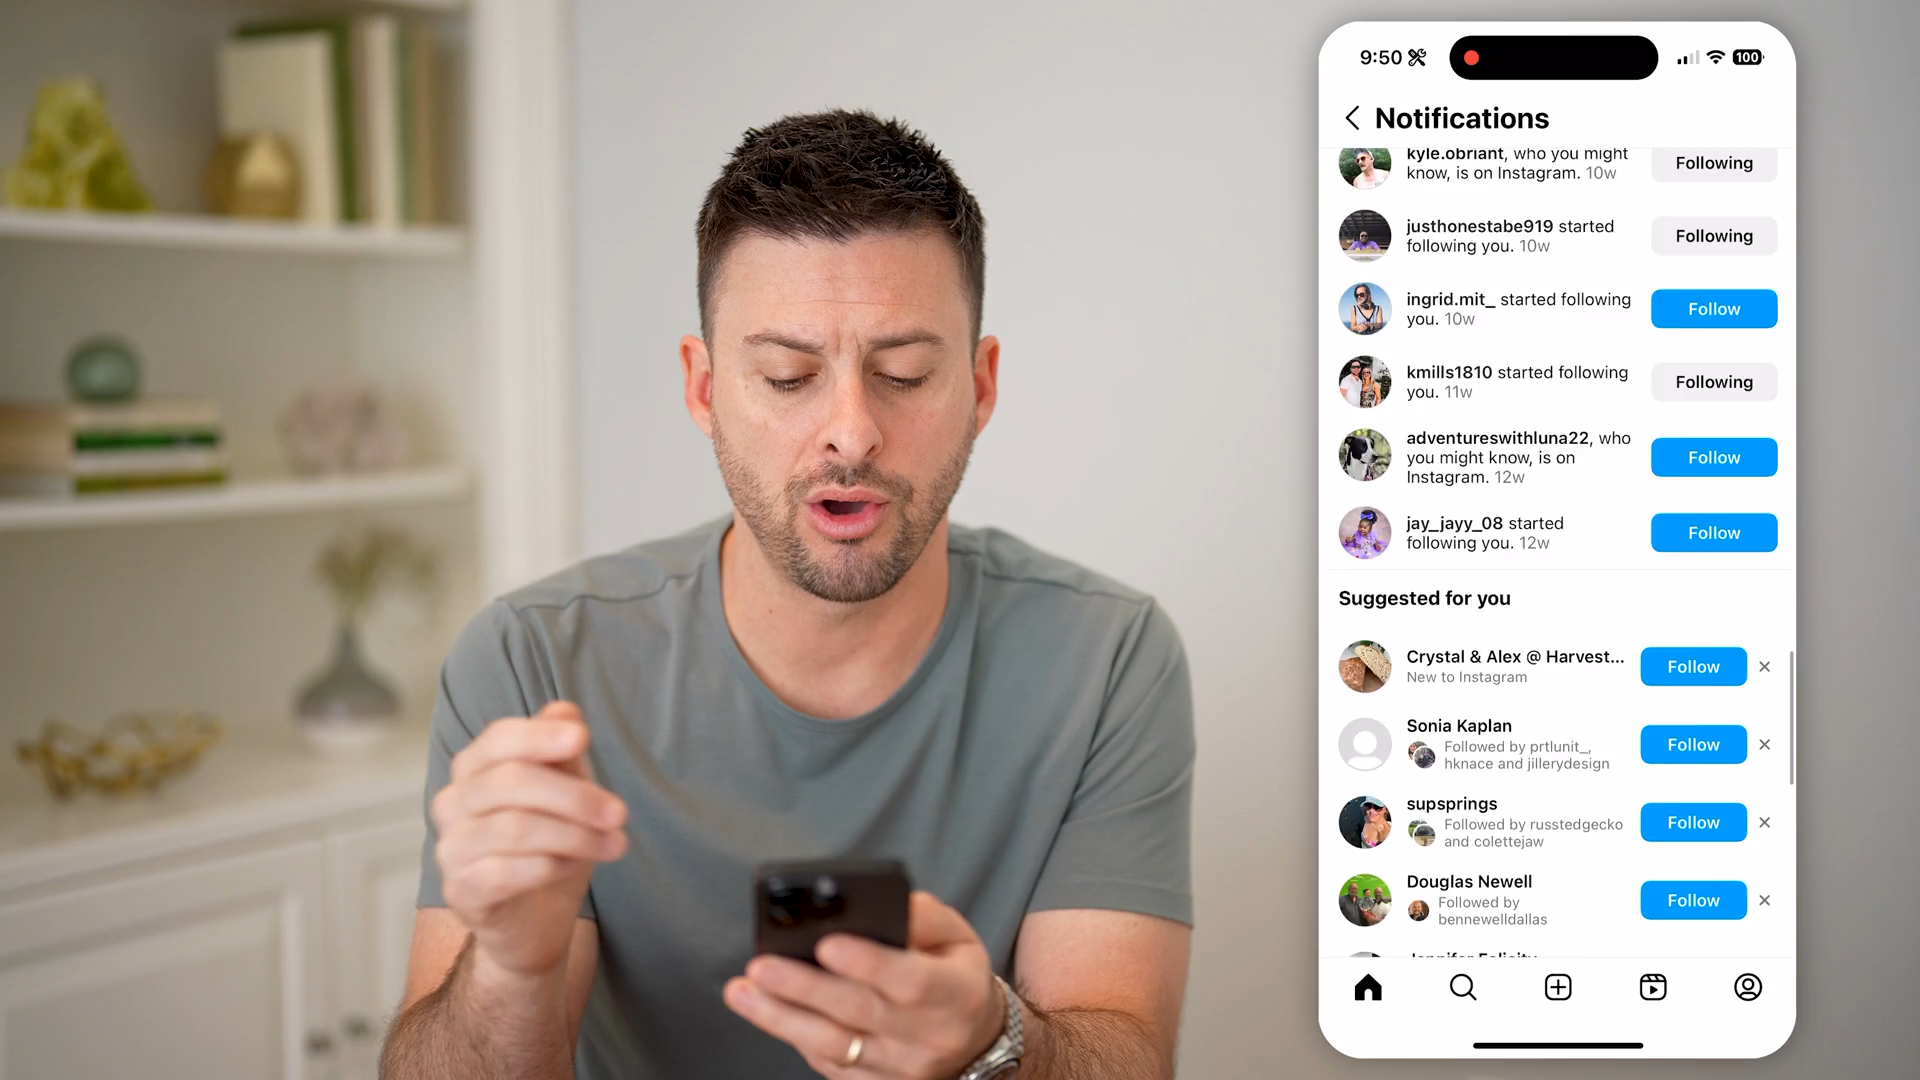 9:50
100
Notifications
kyle.obriant, who you might
know, is on Instagram. 10w
Following
justhonestabe919 started
following you. 10w
Following
ingrid.mit_ started following
you. 10w
Follow
kmills1810 started following
you. 11w
Following
adventureswithluna22, who
you might know, is on
Instagram. 12w
Follow
jay_jayy_08 started
following you. 12w
Follow
Suggested for you
Crystal & Alex @ Harvest...
New to Instagram
Follow
Sonia Kaplan
Followed by prtlunit_,
hknace and jillerydesign
Follow
supsprings
Followed by russtedgecko
and colettejaw
Follow
Douglas Newell
Followed by
bennewelldallas
Follow